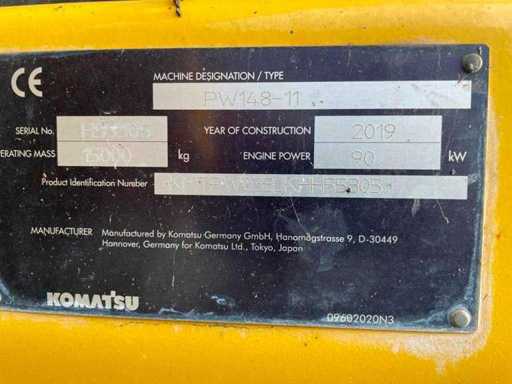 CE
MACHINE DESIGNATION / TYPE
PW148-11
SERIAL No.
YEAR OF CONSTRUCTION 2019
OPERATING MASS 15000 kg ENGINE POWER 90 kW
Product Identification Number
MANUFACTURER Manufactured by Komatsu Germany GmbH, Hanomagstrasse 9, D-30449
Hannover, Germany for Komatsu Ltd., Tokyo, Japan
KOMATSU
09602020N3